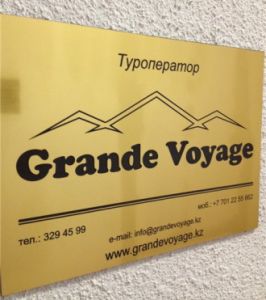 Туроператор
Grande Voyage
моб.: +7 701 22 55 662
тел.: 329 45 99
e-mail: info@grandevoyage.kz
www.grandevoyage.kz